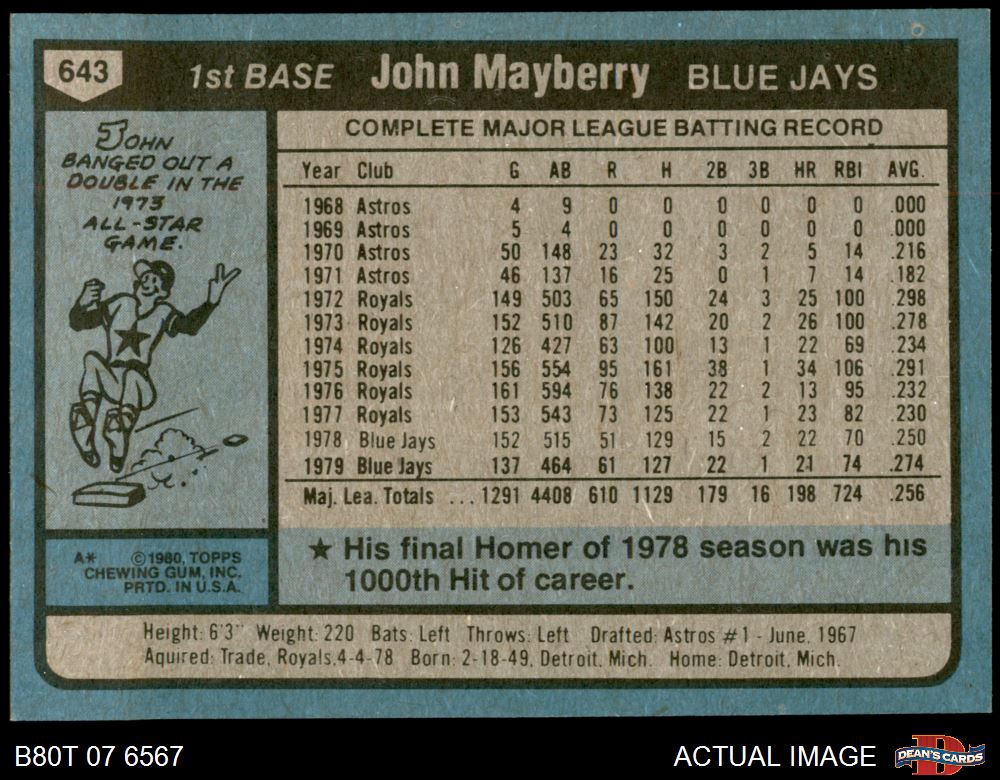 643
1st BASE John Mayberry BLUE JAYS
JOHN
BANGED OUT A
DOUBLE IN THE
1973
ALL-STAR
GAME.
A* ©1980, TOPPS
CHEWING GUM, INC.
PRTD. IN U.S.A.
COMPLETE MAJOR LEAGUE BATTING RECORD
Year Club G AB R H 2B 3B HR RBI AVG.
1968 Astros 4 9 0 0 0 0 0 0 .000
1969 Astros 5 4 0 0 0 0 0 0 .000
1970 Astros 50 148 23 32 3 2 5 14 .216
1971 Astros 46 137 16 25 0 1 7 14 .182
1972 Royals 149 503 65 150 24 3 25 100 .298
1973 Royals 152 510 87 142 20 2 26 100 .278
1974 Royals 126 427 63 100 13 1 22 69 .234
1975 Royals 156 554 95 161 38 1 34 106 .291
1976 Royals 161 594 76 138 22 2 13 95 .232
1977 Royals 153 543 73 125 22 1 23 82 .230
1978 Blue Jays 152 515 51 129 15 2 22 70 .250
1979 Blue Jays 137 464 61 127 22 1 21 74 .274
Maj. Lea. Totals ... 1291 4408 610 1129 179 16 198 724 .256
★ His final Homer of 1978 season was his
1000th Hit of career.
Height: 6'3" Weight: 220 Bats: Left Throws: Left Drafted: Astros #1 - June, 1967
Aquired: Trade, Royals,4-4-78 Born: 2-18-49, Detroit, Mich. Home: Detroit, Mich.
B80T 07 6567
ACTUAL IMAGE
D
DEAN'S CARDS